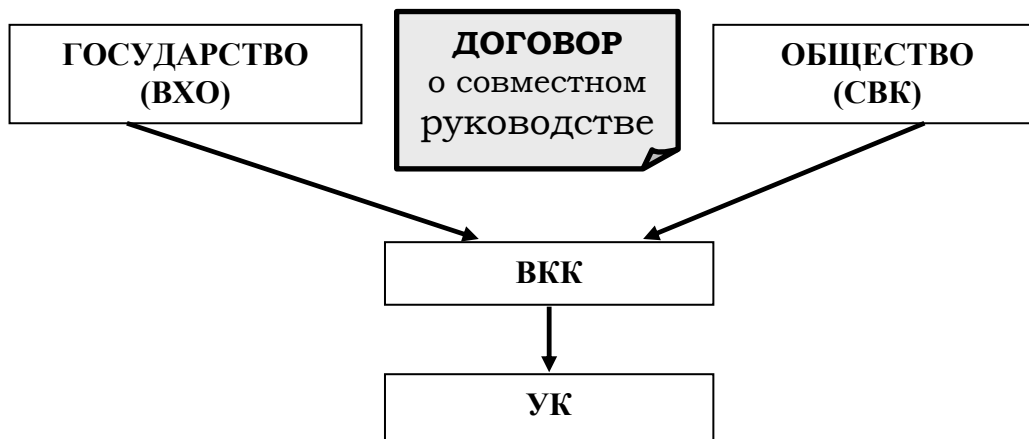 ГОСУДАРСТВО
(ВХО)
ДОГОВОР
о совместном
руководстве
ОБЩЕСТВО
(СВК)
ВКК
УК